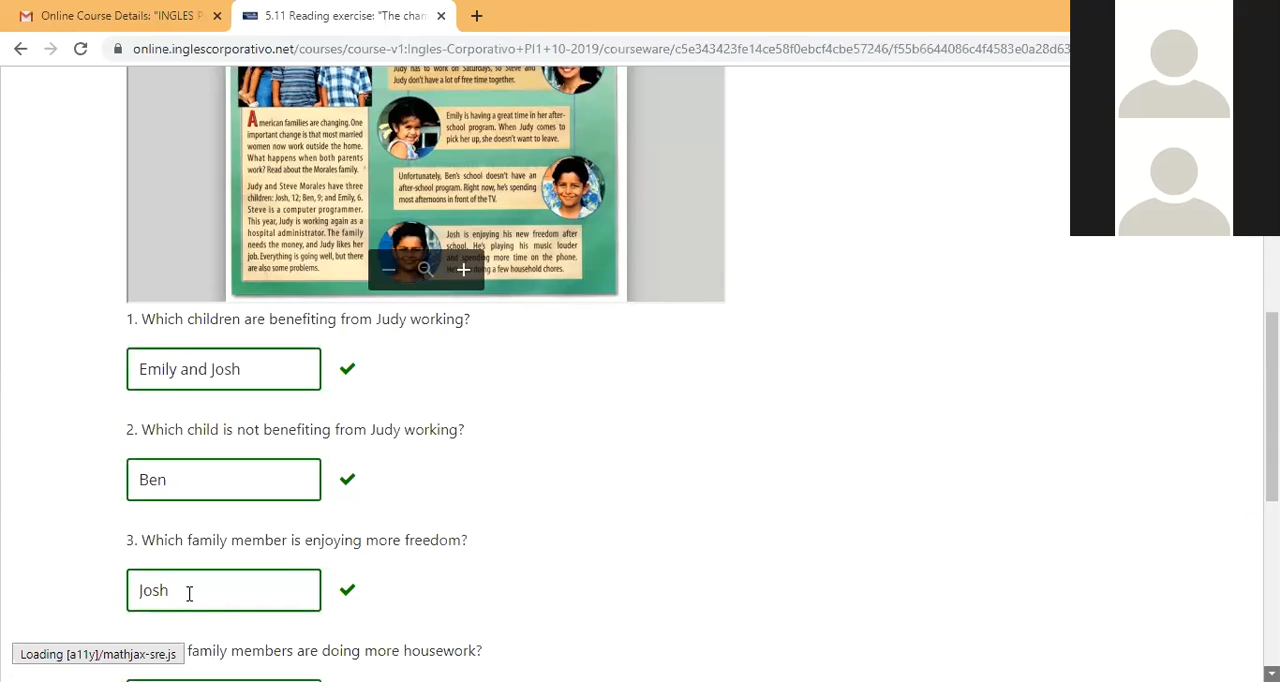 Online Course Details: "INGLES P
5.11 Reading exercise: "The chan
online.inglescorporativo.net/courses/course-v1:Ingles-Corporativo+PI1+10-2019/courseware/c5e343423fe14ce58f0ebcf4cbe57246/f55b6644086c4f4583e0a28d63
Judy has to work on Saturdays, so Steve and
Judy don't have a lot of free time together.
American families are changing. One
important change is that most married
women now work outside the home.
What happens when both parents
work? Read about the Morales family.
Judy and Steve Morales have three
children: Josh, 12; Ben, 9; and Emily, 6.
Steve is a computer programmer.
This year, Judy is working again as a
hospital administrator. The family
needs the money, and Judy likes her
job. Everything is going well, but there
are also some problems.
Emily is having a great time in her after-
school program. When Judy comes to
pick her up, she doesn't want to leave.
Unfortunately, Ben's school doesn't have an
after-school program. Right now, he's spending
most afternoons in front of the TV.
Josh is enjoying his new freedom after
school. He's playing his music louder
and spending more time on the phone.
doing a few household chores.
1. Which children are benefiting from Judy working?
Emily and Josh
2. Which child is not benefiting from Judy working?
Ben
3. Which family member is enjoying more freedom?
Josh
family members are doing more housework?
Loading [a11y]/mathjax-sre.js